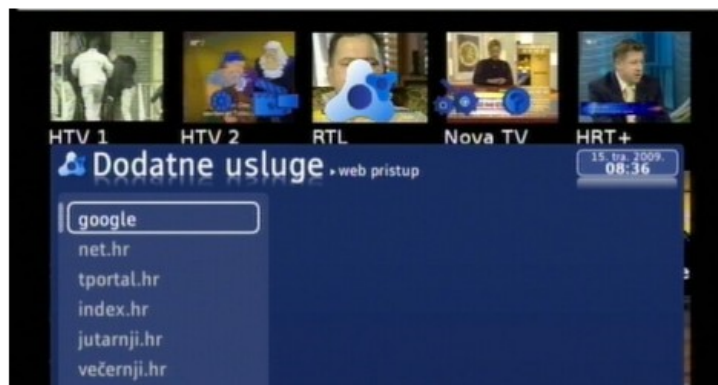 HTV 1
HTV 2
RTL
Nova TV
HRT+
Dodatne usluge
web pristup
15. tra. 2009.
08:36
google
net.hr
tportal.hr
index.hr
jutarnji.hr
večernji.hr